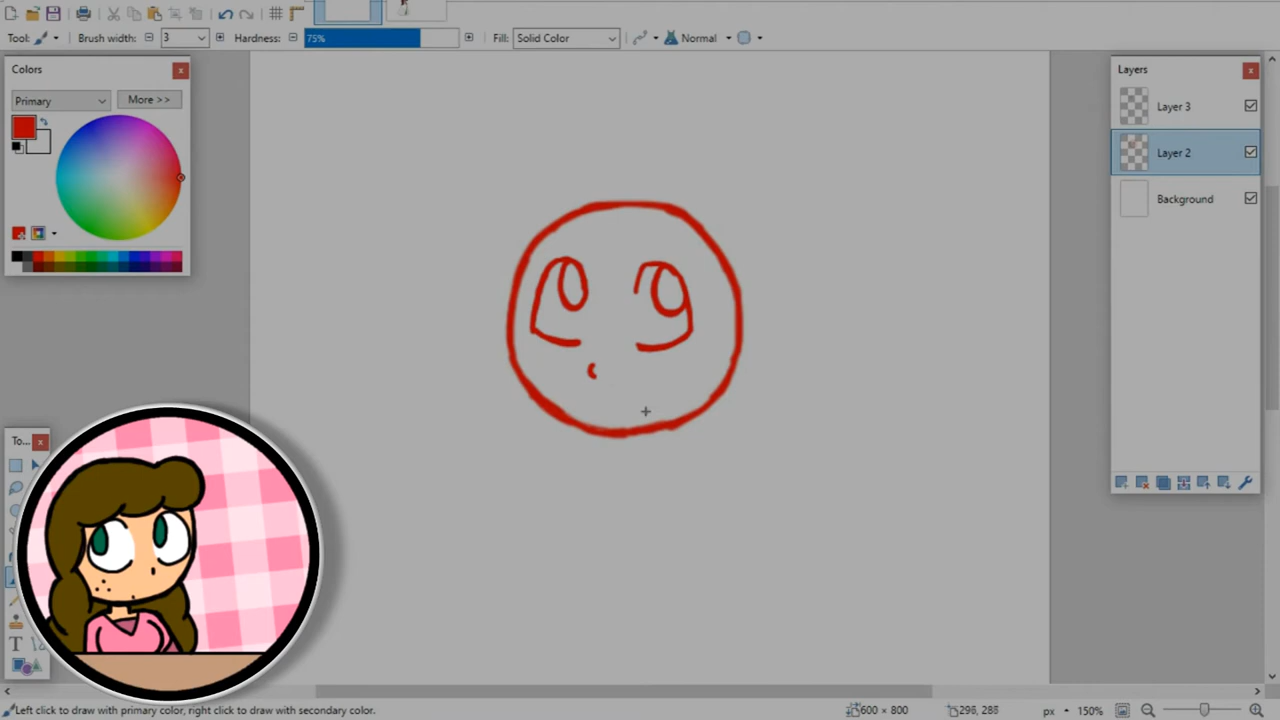 Tool: Brush width: 3 Hardness: 75% Fill: Solid Color Normal
Colors
Primary More >>
Layers
Layer 3
Layer 2
Background
To...
T
Left click to draw with primary color, right click to draw with secondary color. 600 × 800 296, 286 px 150%